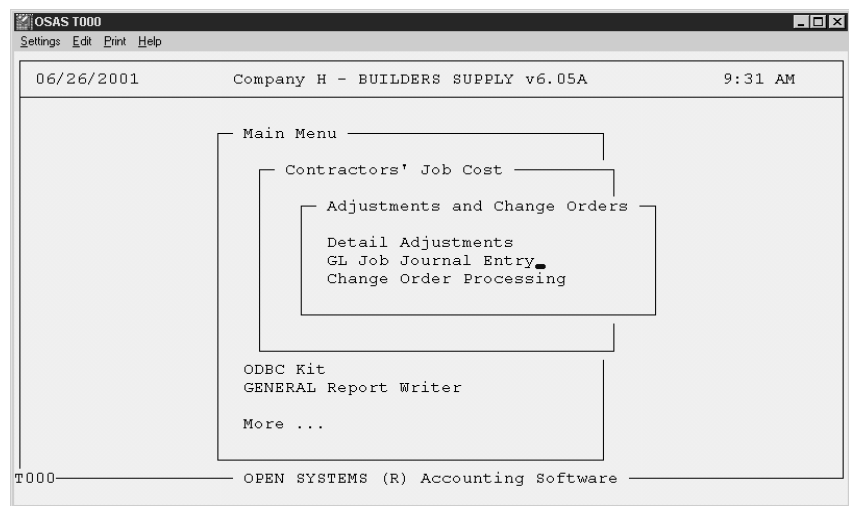 OSAS T000
Settings Edit Print Help
06/26/2001 Company H - BUILDERS SUPPLY v6.05A 9:31 AM
Main Menu
Contractors' Job Cost
Adjustments and Change Orders
Detail Adjustments
GL Job Journal Entry
Change Order Processing
ODBC Kit
GENERAL Report Writer
More ...
T000 OPEN SYSTEMS (R) Accounting Software